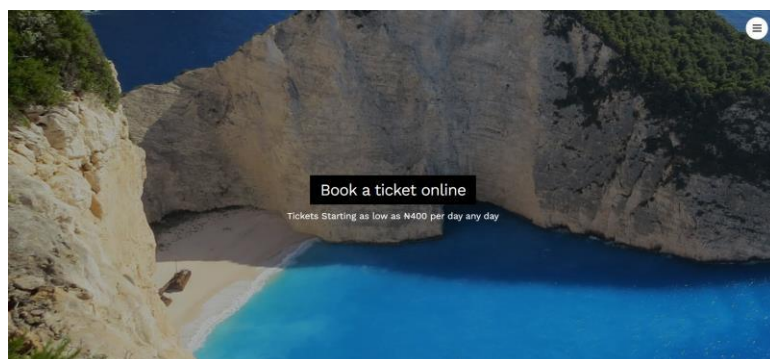 Book a ticket online
Tickets Starting as low as ₦400 per day any day